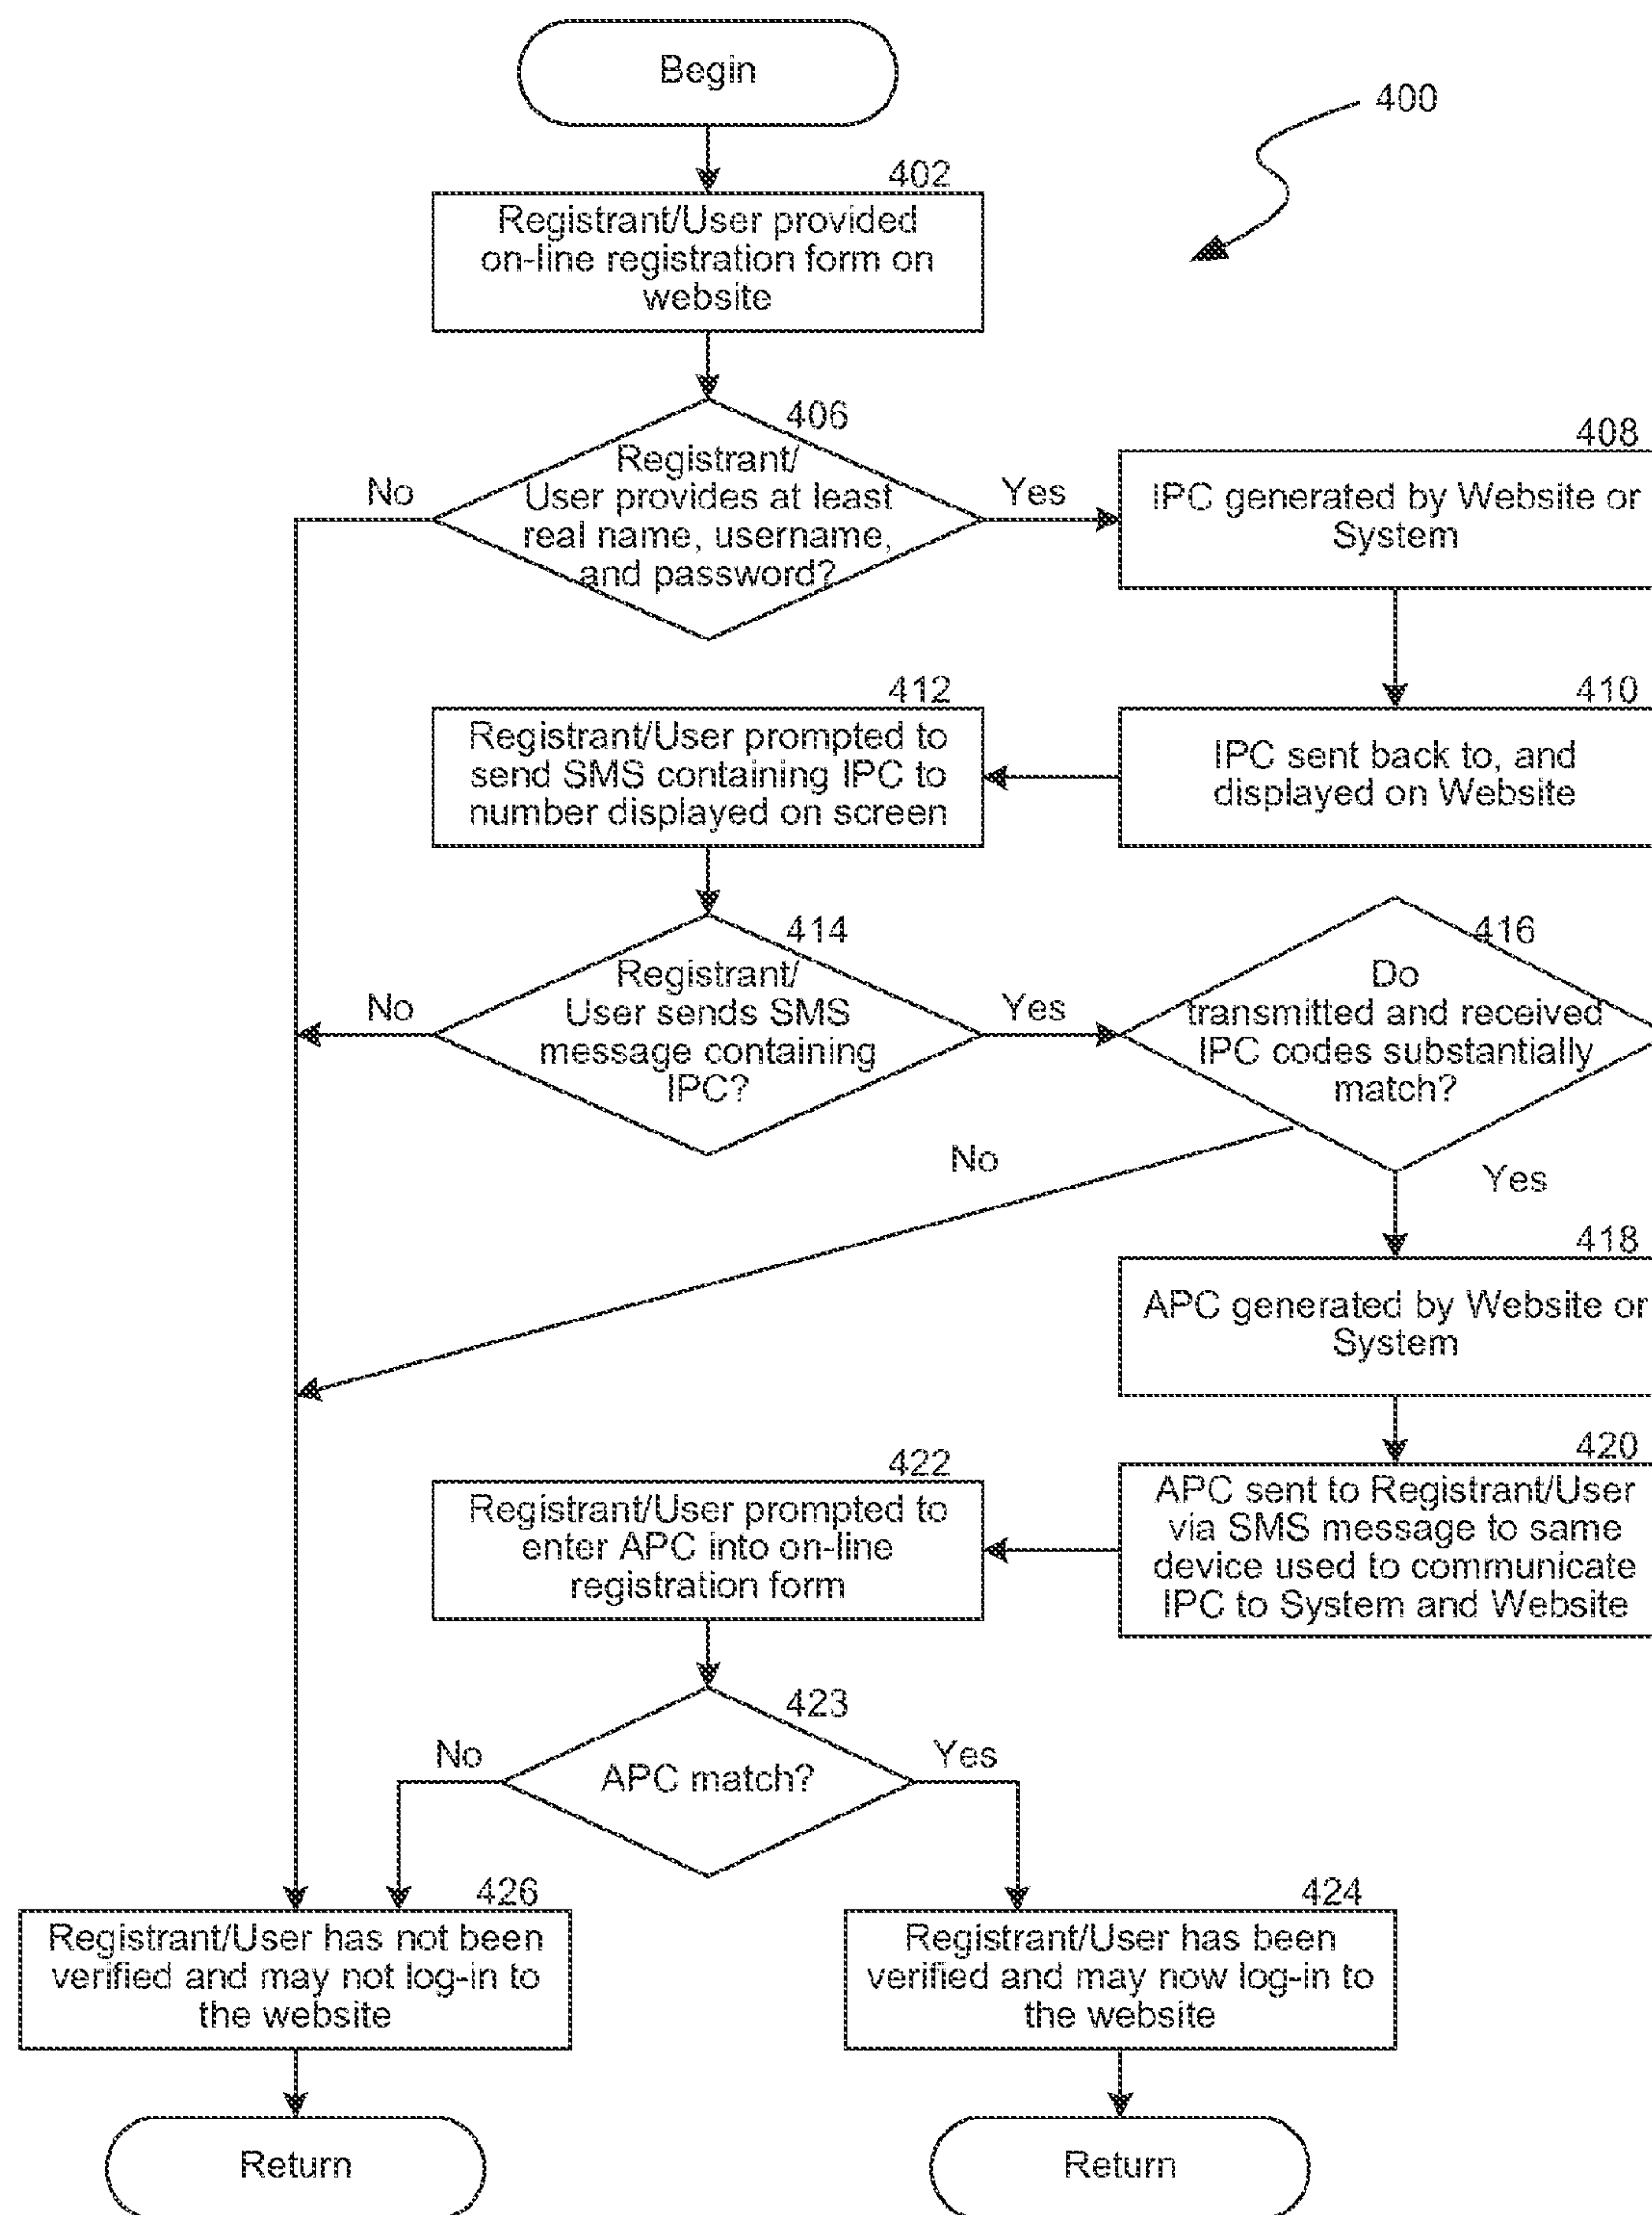 Begin
400
402
Registrant/User provided
on-line registration form on
website
406
Registrant/
User provides at least
real name, username,
and password?
No
Yes
408
IPC generated by Website or
System
410
IPC sent back to, and
displayed on Website
412
Registrant/User prompted to
send SMS containing IPC to
number displayed on screen
414
Registrant/
User sends SMS
message containing
IPC?
No
Yes
416
Do
transmitted and received
IPC codes substantially
match?
No
Yes
418
APC generated by Website or
System
420
APC sent to Registrant/User
via SMS message to same
device used to communicate
IPC to System and Website
422
Registrant/User prompted to
enter APC into on-line
registration form
423
APC match?
No
Yes
426
Registrant/User has not been
verified and may not log-in to
the website
424
Registrant/User has been
verified and may now log-in to
the website
Return
Return